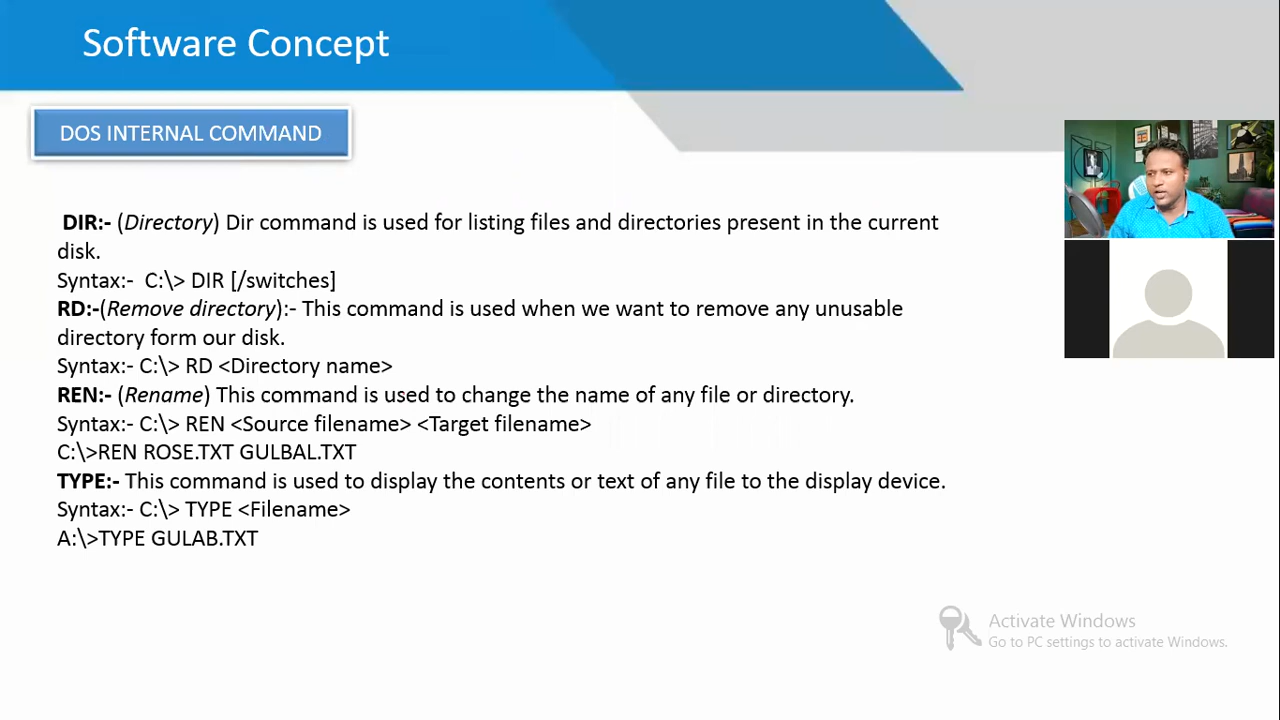 Software Concept
DOS INTERNAL COMMAND
DIR:- (Directory) Dir command is used for listing files and directories present in the current
disk.
Syntax:- C:\> DIR [/switches]
RD:-(Remove directory):- This command is used when we want to remove any unusable
directory form our disk.
Syntax:- C:\> RD <Directory name>
REN:- (Rename) This command is used to change the name of any file or directory.
Syntax:- C:\> REN <Source filename> <Target filename>
C:\>REN ROSE.TXT GULBAL.TXT
TYPE:- This command is used to display the contents or text of any file to the display device.
Syntax:- C:\> TYPE <Filename>
A:\>TYPE GULAB.TXT
Activate Windows
Go to PC settings to activate Windows.